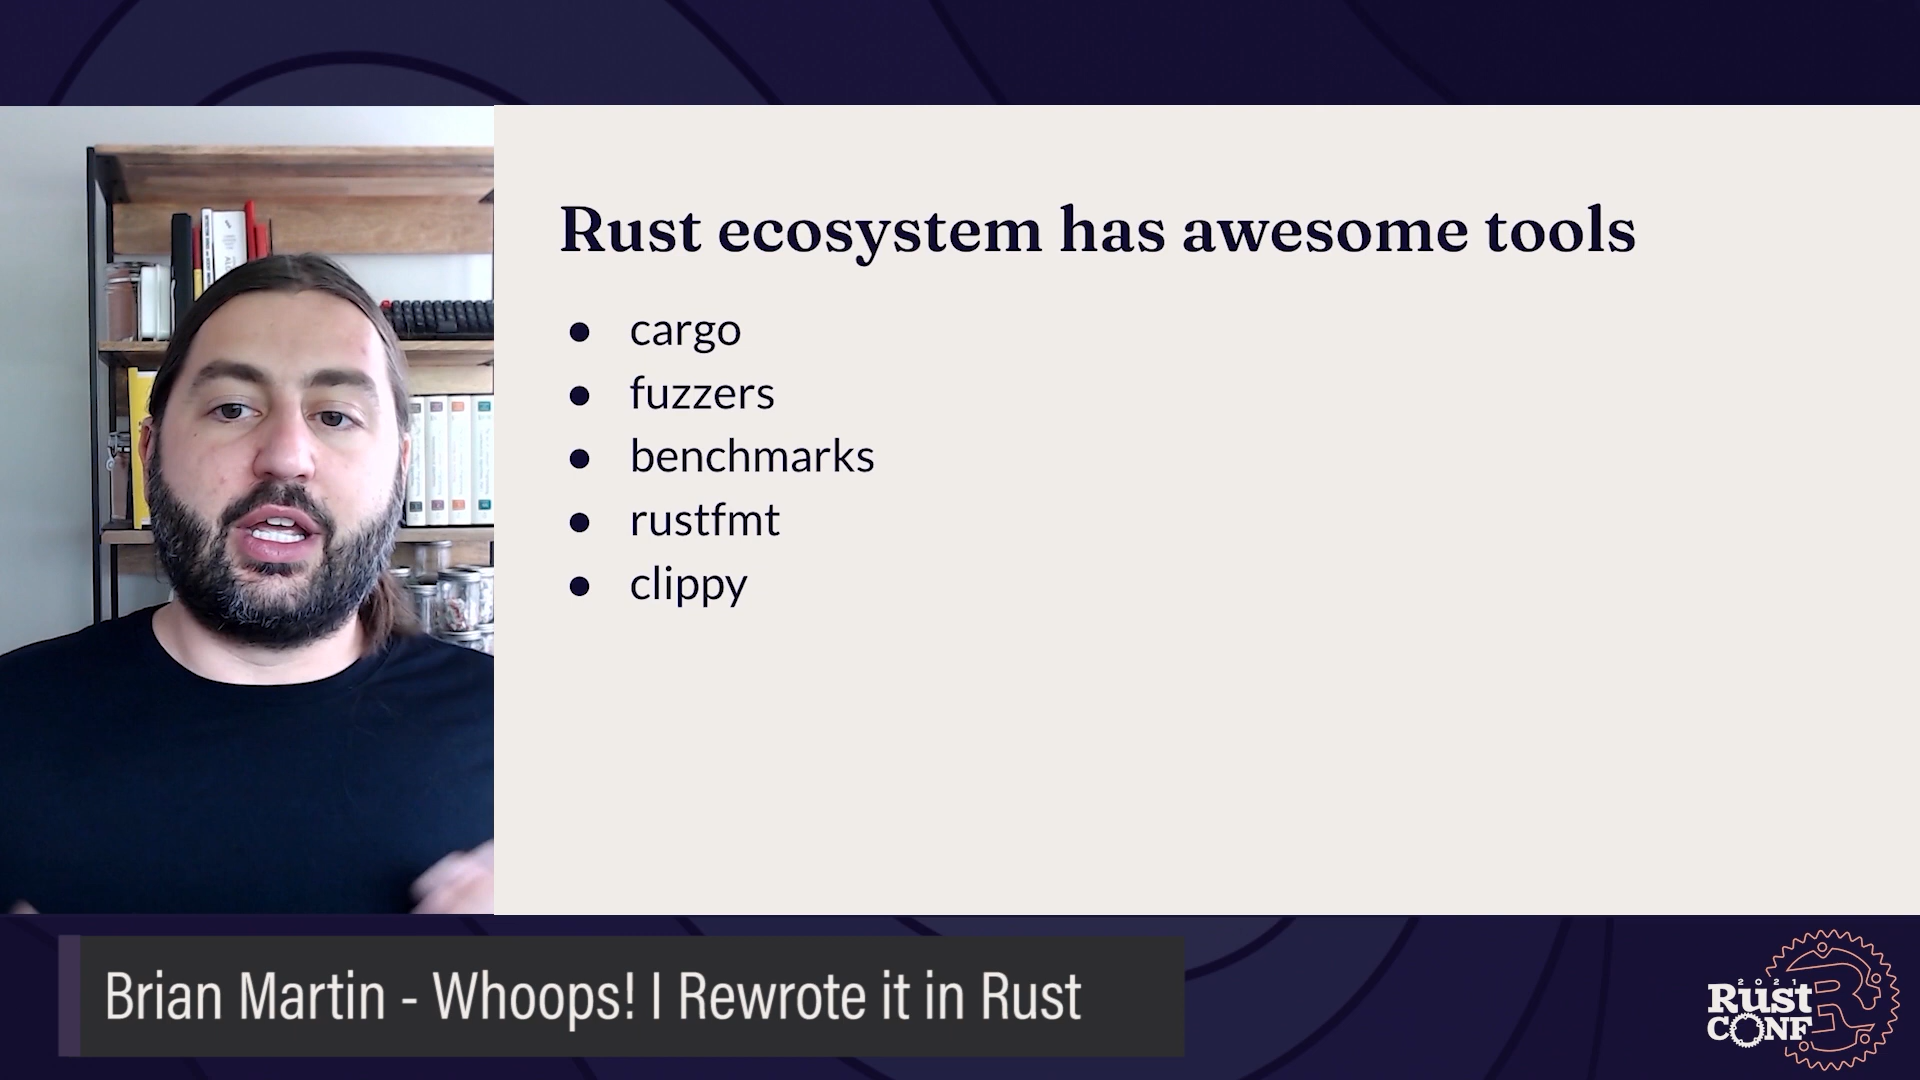 Rust ecosystem has awesome tools
● cargo
● fuzzers
● benchmarks
● rustfmt
● clippy
Brian Martin - Whoops! I Rewrote it in Rust
2021
Rust
CONF